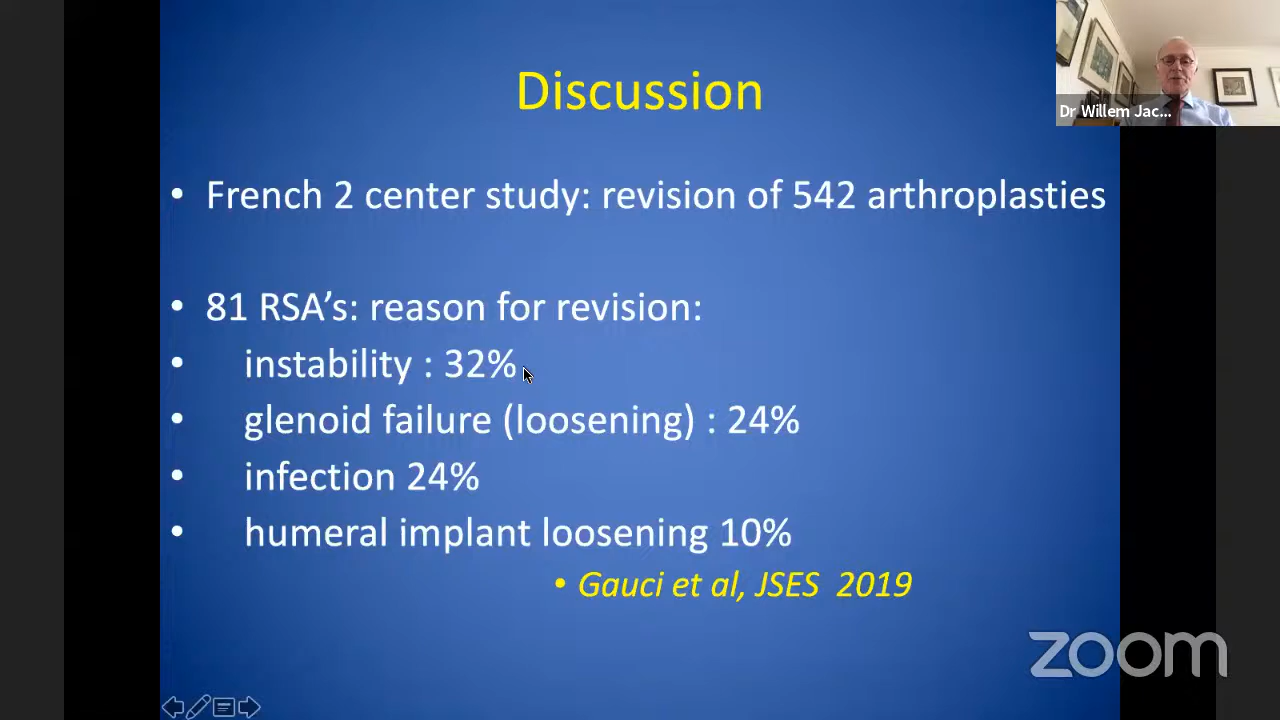 Discussion
Dr Willem Jac...
• French 2 center study: revision of 542 arthroplasties
• 81 RSA’s: reason for revision:
• instability : 32%
• glenoid failure (loosening) : 24%
• infection 24%
• humeral implant loosening 10%
• Gauci et al, JSES 2019
zoom